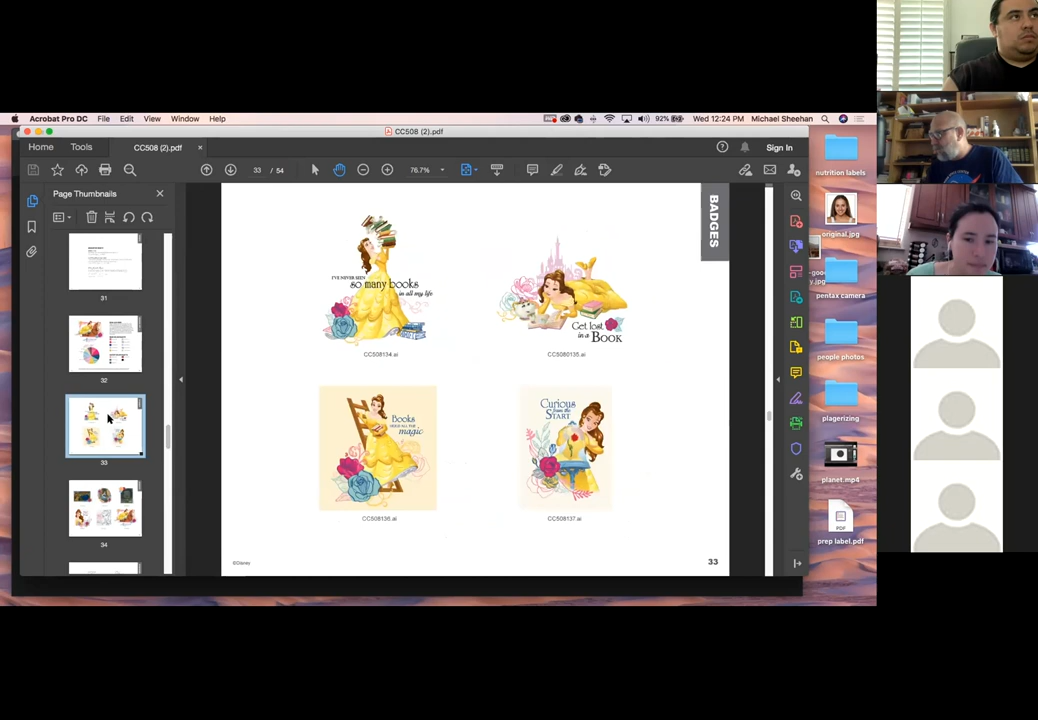 Acrobat Pro DC File Edit View Window Help 92% Wed 12:24 PM Michael Sheehan
CC508 (2).pdf
Home Tools CC508 (2).pdf × Sign In
33 / 54 76.7%
Page Thumbnails ×
31
32
33
34
BADGES
I'VE NEVER SEEN
so many books
in all my life
CC508134.ai
Get lost
in a BOOK
CC5080135.ai
Books
magic
CC508136.ai
Curious
from the
START
CC508137.ai
©Disney
33
nutrition labels
original.jpg
pentax camera
people photos
plagerizing
planet.mp4
PDF
prep label.pdf